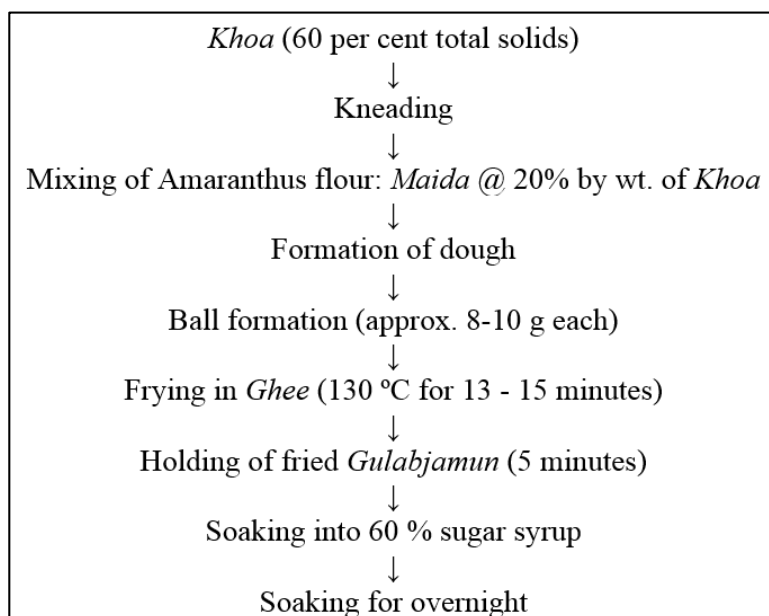 Khoa (60 per cent total solids)
↓
Kneading
↓
Mixing of Amaranthus flour: Maida @ 20% by wt. of Khoa
↓
Formation of dough
↓
Ball formation (approx. 8-10 g each)
↓
Frying in Ghee (130 ºC for 13 - 15 minutes)
↓
Holding of fried Gulabjamun (5 minutes)
↓
Soaking into 60 % sugar syrup
↓
Soaking for overnight